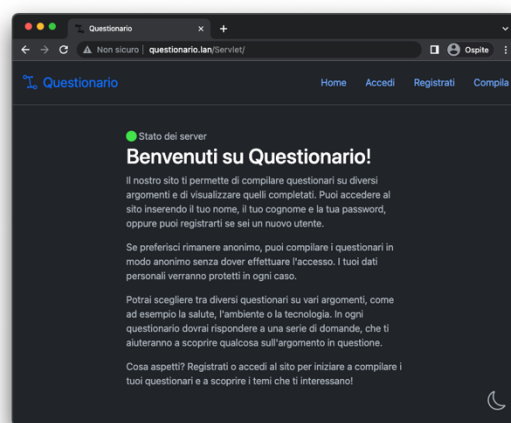 Questionario
Non sicuro | questionario.lan/Servlet/
Ospite
Questionario
Home Accedi Registrati Compila
Stato dei server
Benvenuti su Questionario!
Il nostro sito ti permette di compilare questionari su diversi
argomenti e di visualizzare quelli completati. Puoi accedere al
sito inserendo il tuo nome, il tuo cognome e la tua password,
oppure puoi registrarti se sei un nuovo utente.
Se preferisci rimanere anonimo, puoi compilare i questionari in
modo anonimo senza dover effettuare l'accesso. I tuoi dati
personali verranno protetti in ogni caso.
Potrai scegliere tra diversi questionari su vari argomenti, come
ad esempio la salute, l'ambiente o la tecnologia. In ogni
questionario dovrai rispondere a una serie di domande, che ti
aiuteranno a scoprire qualcosa sull'argomento in questione.
Cosa aspetti? Registrati o accedi al sito per iniziare a compilare i
tuoi questionari e a scoprire i temi che ti interessano!